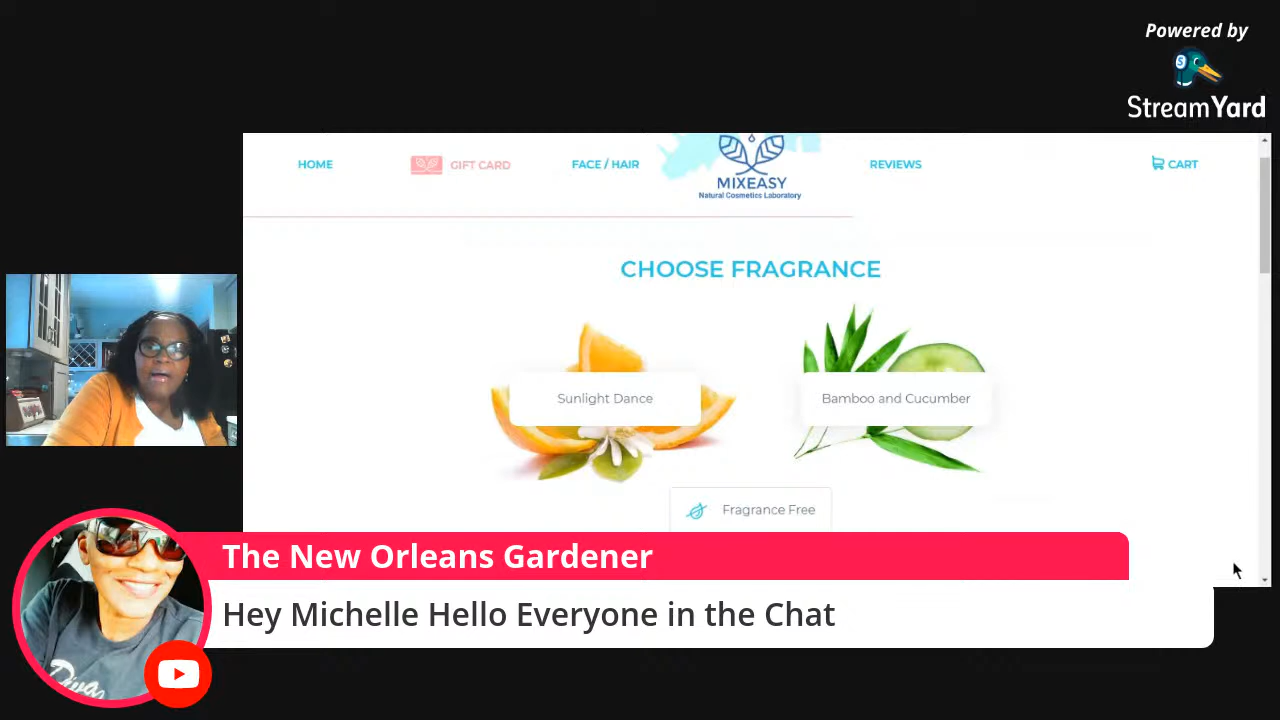 Powered by
StreamYard
HOME
GIFT CARD
FACE / HAIR
MIXEASY
Natural Cosmetics Laboratory
REVIEWS
CART
CHOOSE FRAGRANCE
Sunlight Dance
Bamboo and Cucumber
Fragrance Free
The New Orleans Gardener
Hey Michelle Hello Everyone in the Chat
Diva